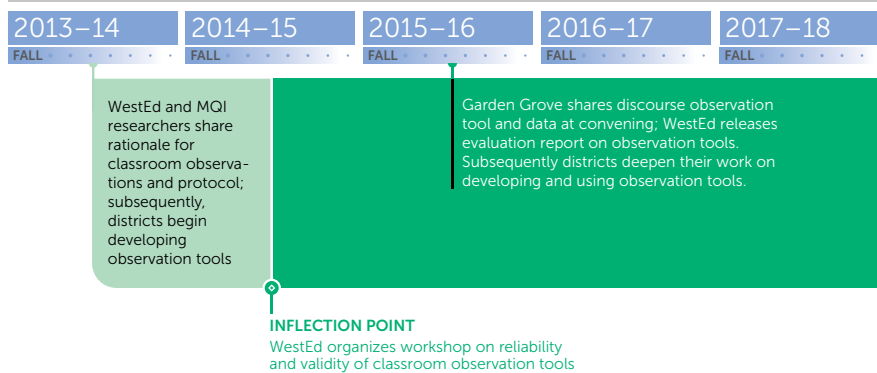 2013–14 2014–15 2015–16 2016–17 2017–18
FALL FALL FALL FALL FALL
WestEd and MQI
researchers share
rationale for
classroom observa-
tions and protocol;
subsequently,
districts begin
developing
observation tools
Garden Grove shares discourse observation
tool and data at convening; WestEd releases
evaluation report on observation tools.
Subsequently districts deepen their work on
developing and using observation tools.
INFLECTION POINT
WestEd organizes workshop on reliability
and validity of classroom observation tools